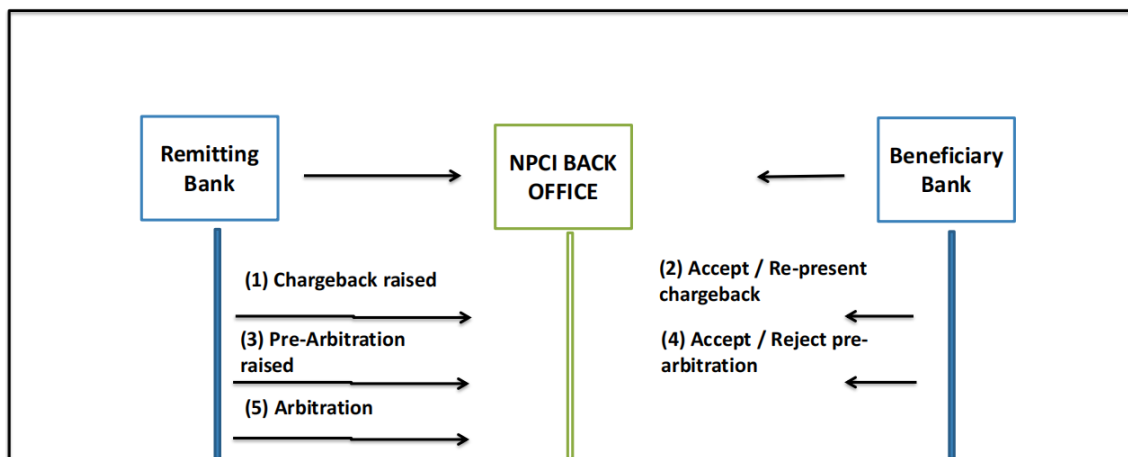 Remitting
Bank
NPCI BACK
OFFICE
Beneficiary
Bank
(1) Chargeback raised
(2) Accept / Re-present
chargeback
(3) Pre-Arbitration
raised
(4) Accept / Reject pre-
arbitration
(5) Arbitration